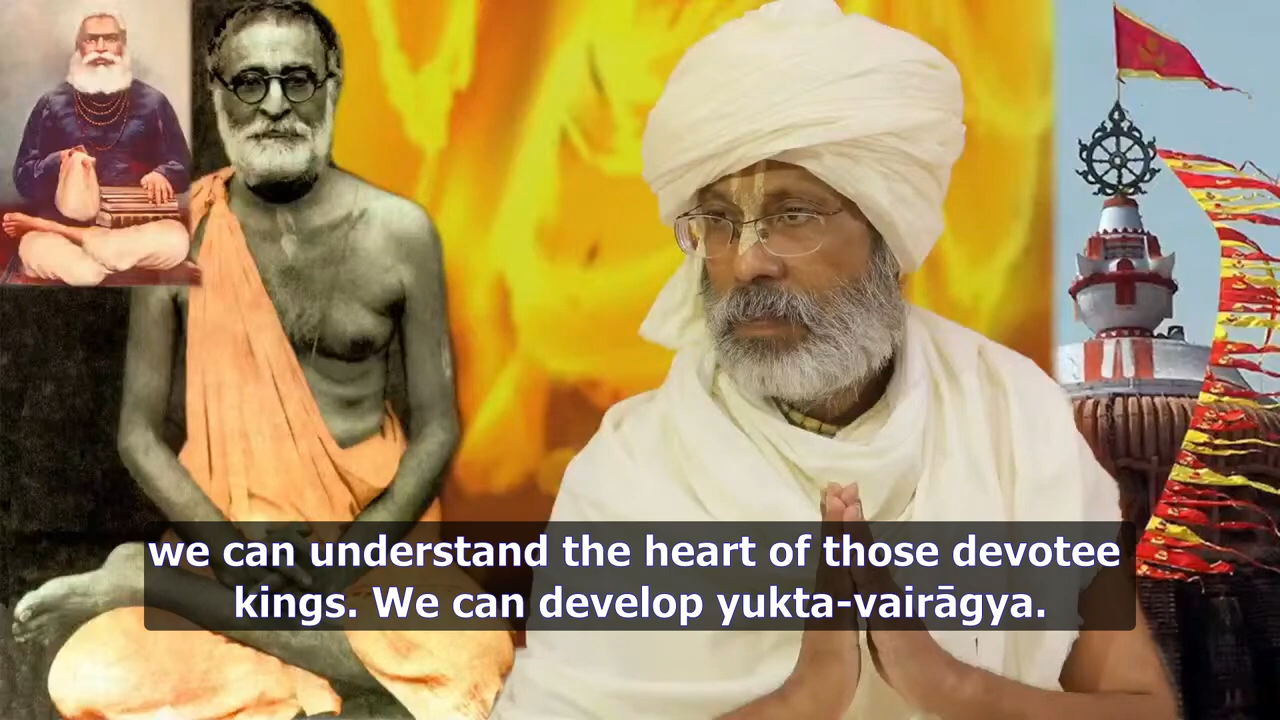 we can understand the heart of those devotee
kings. We can develop yukta-vairāgya.